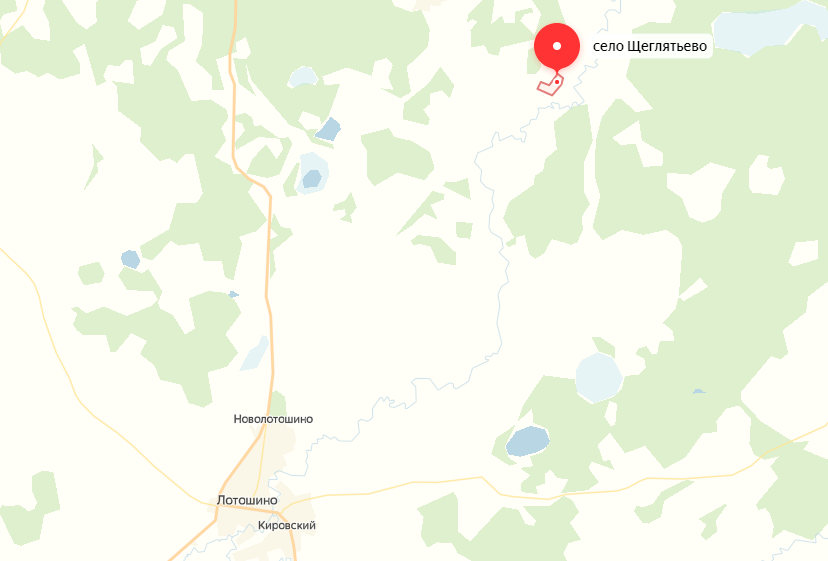 село Щеглятьево
Новолотошино
Лотошино
Кировский